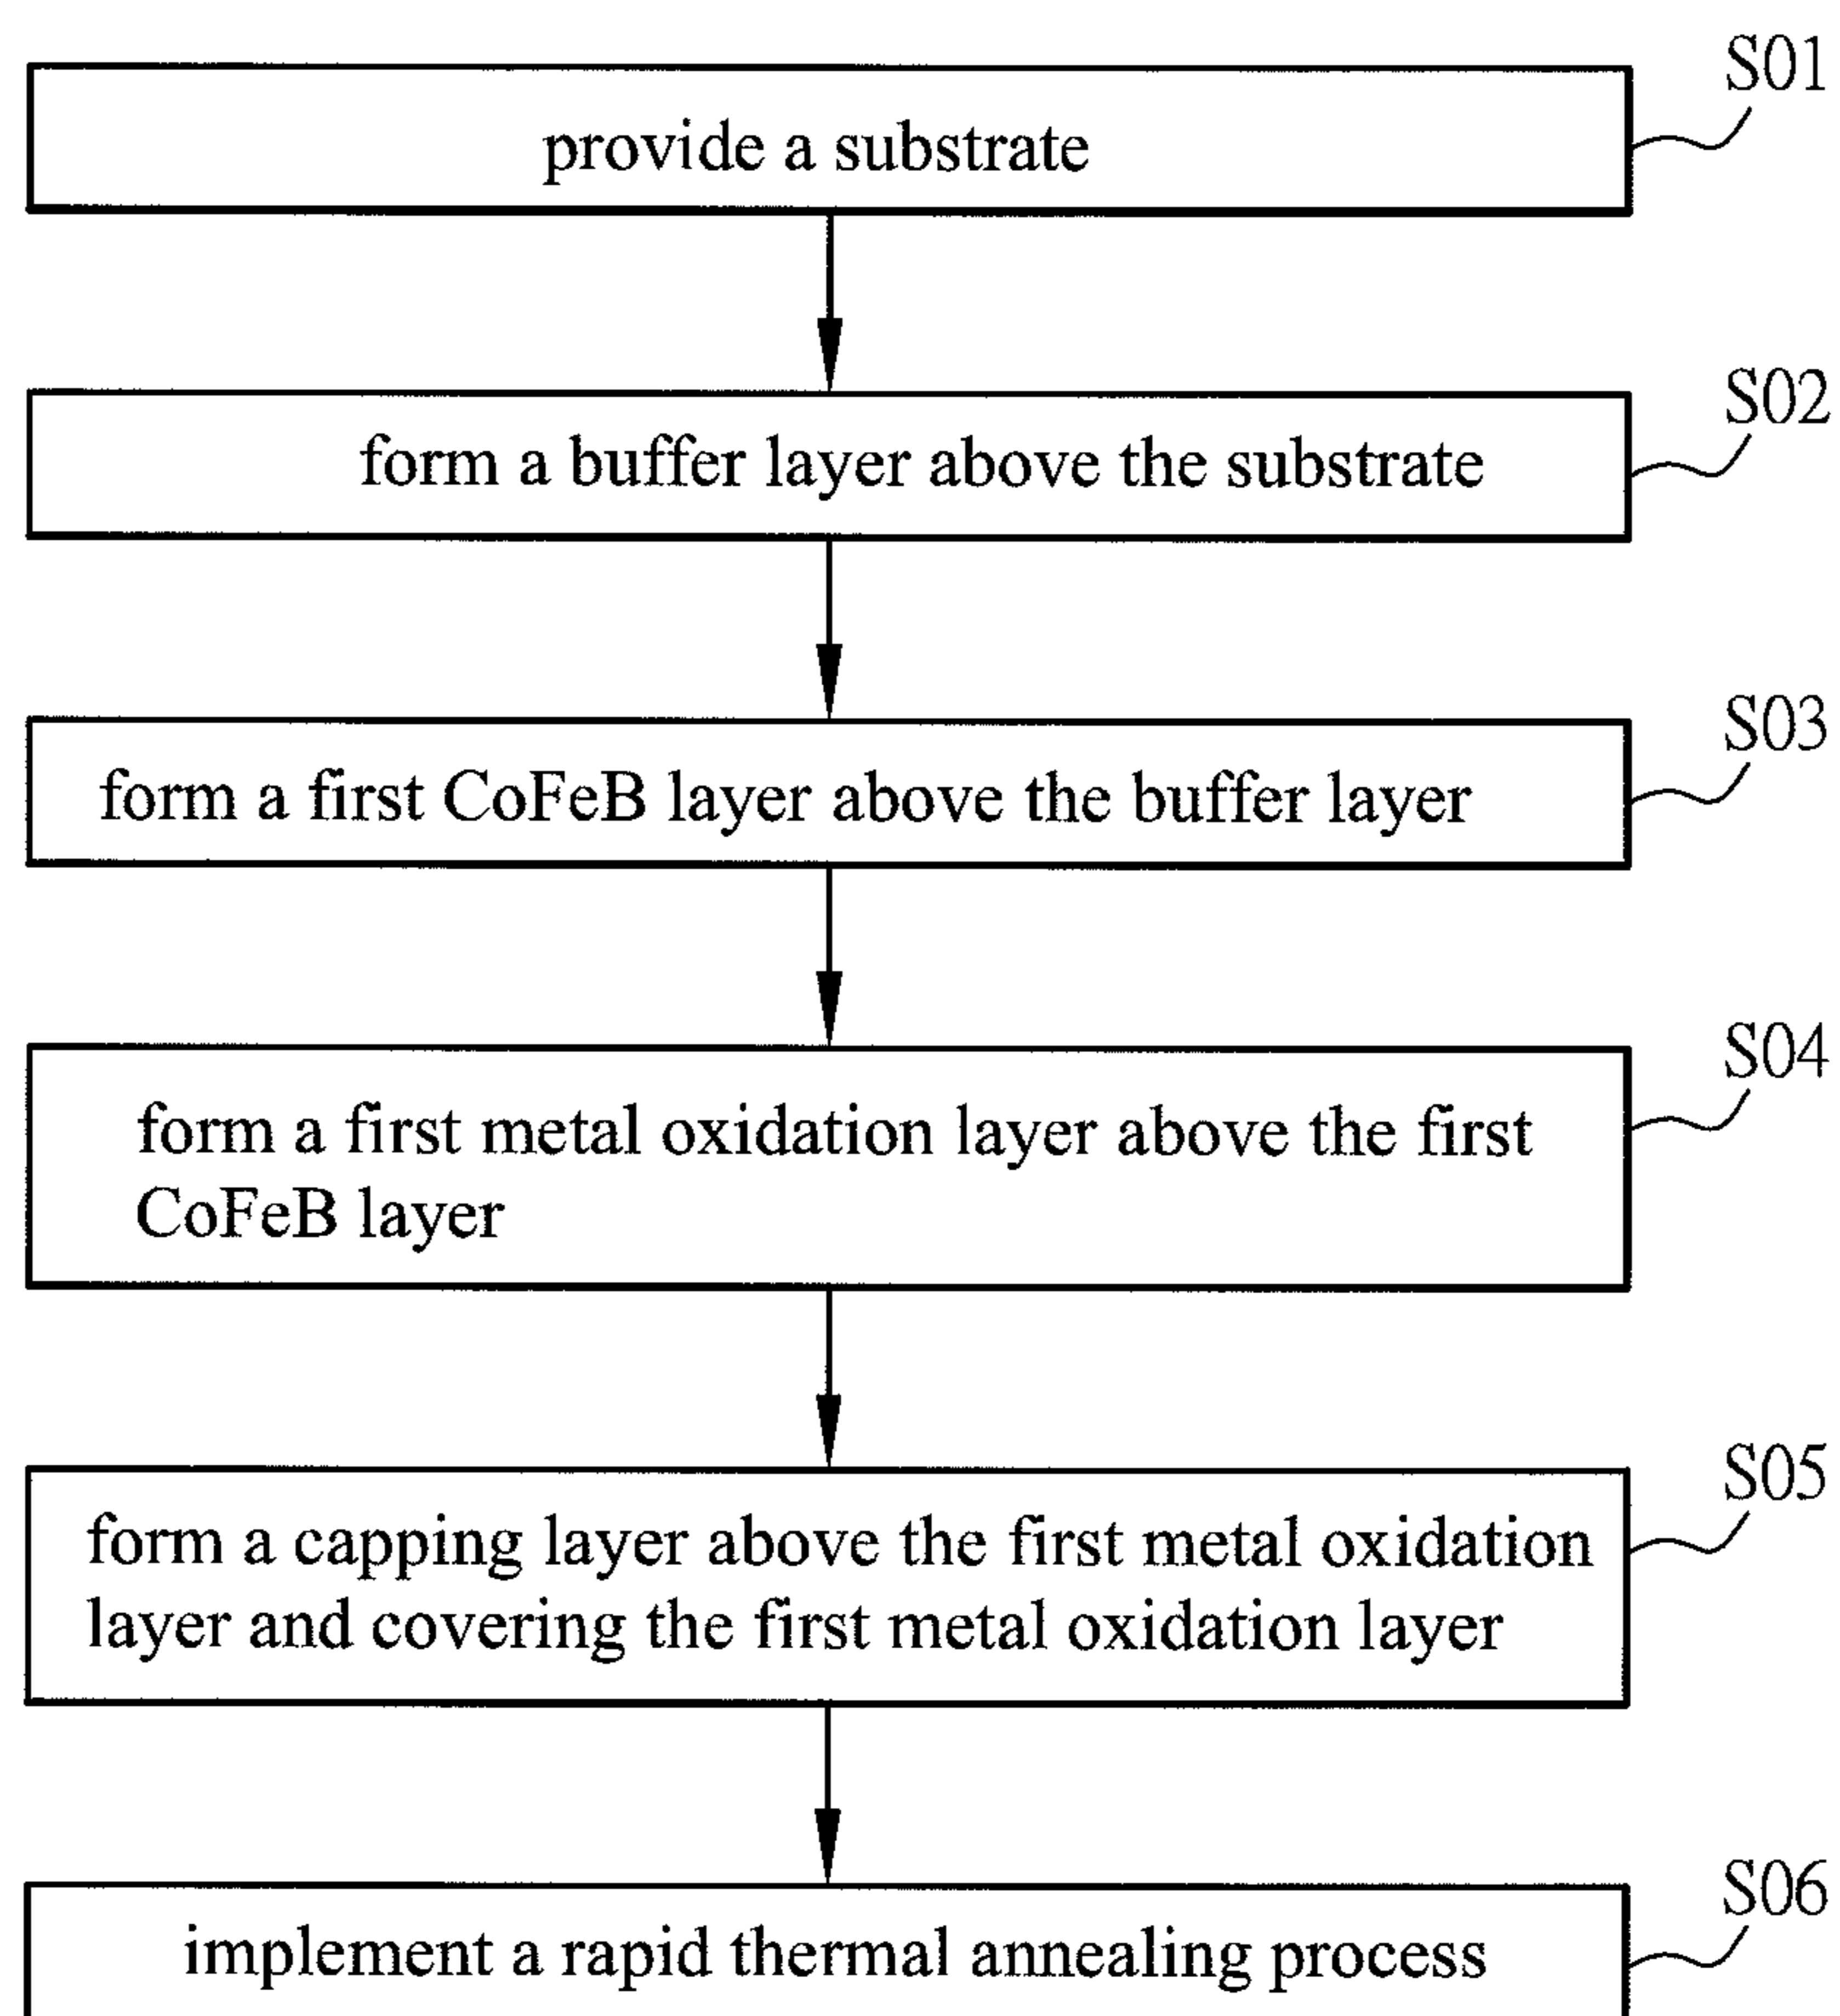 S01
provide a substrate
S02
form a buffer layer above the substrate
S03
form a first CoFeB layer above the buffer layer
S04
form a first metal oxidation layer above the first
CoFeB layer
S05
form a capping layer above the first metal oxidation
layer and covering the first metal oxidation layer
S06
implement a rapid thermal annealing process